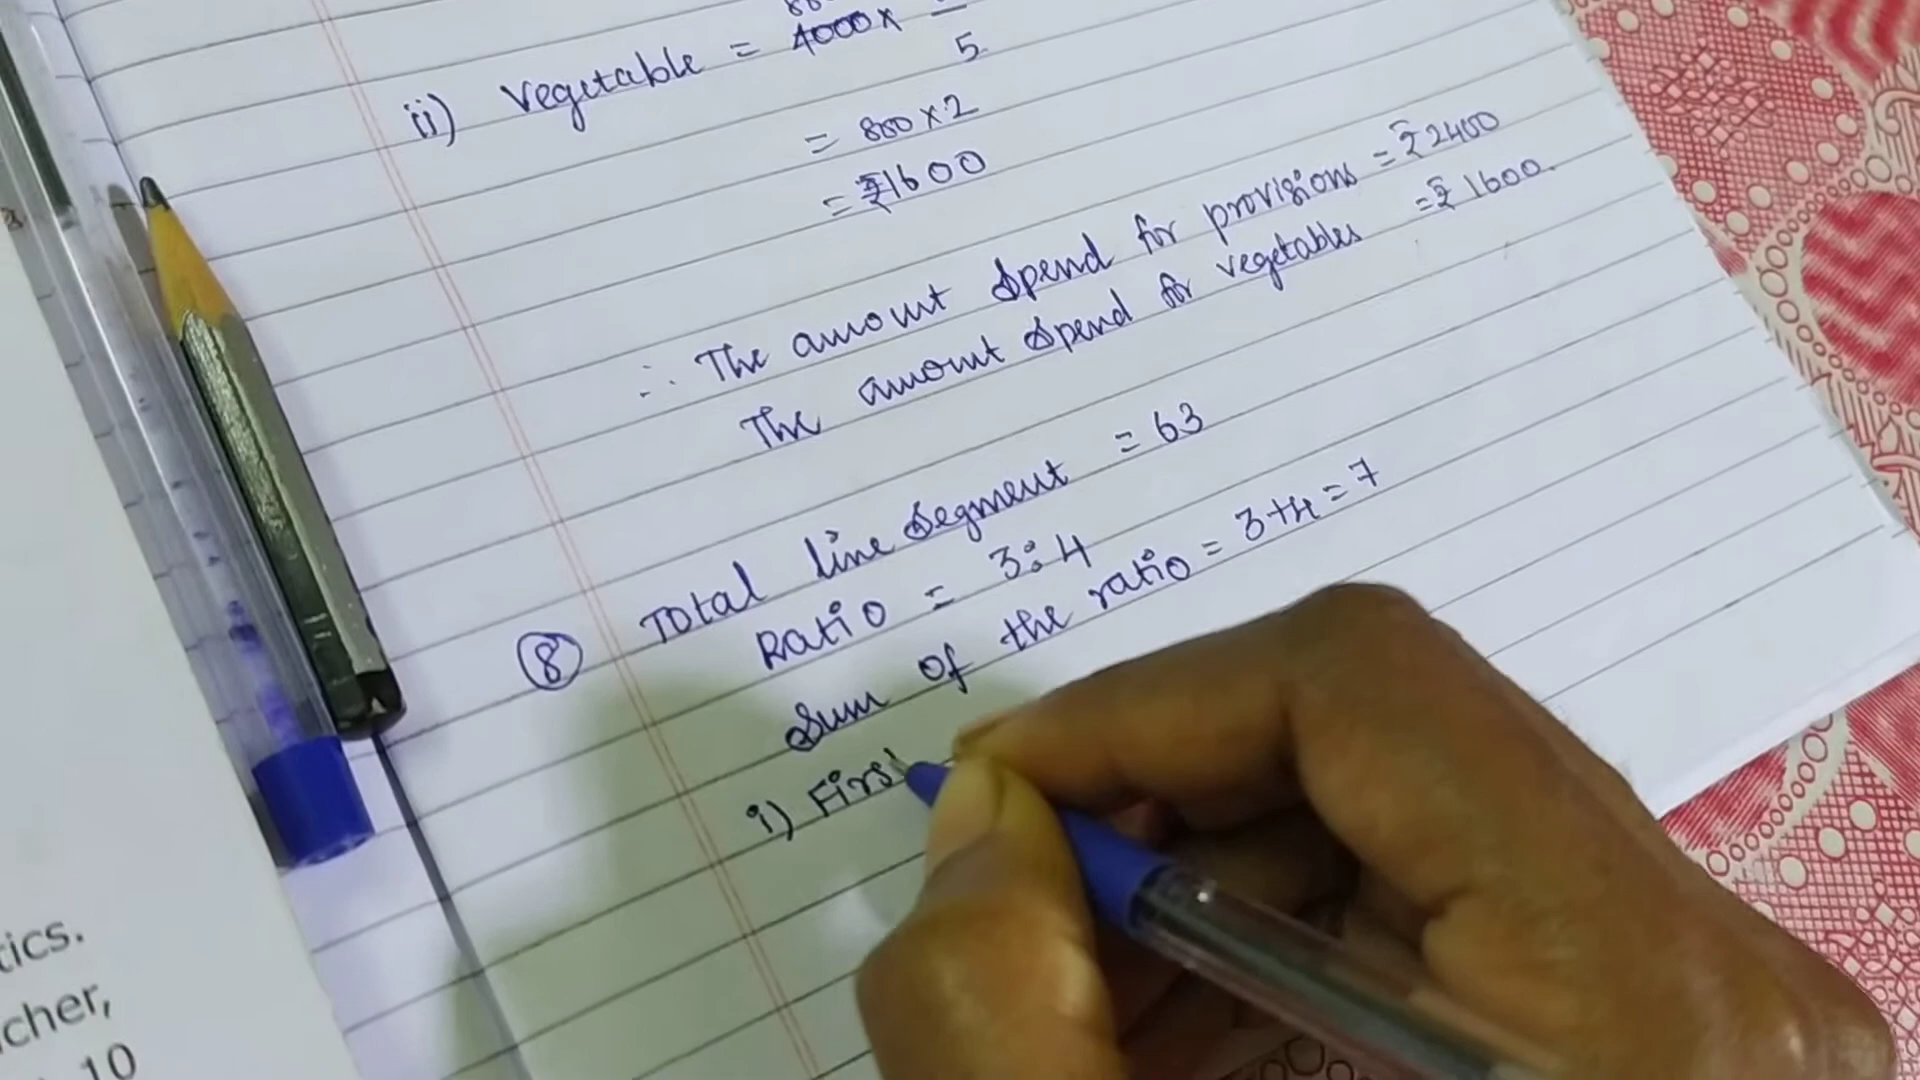 ii) Vegetable = 4000 ×
5
= 800 × 2
= ₹1600
∴ The amount spend for provisions = ₹2400
The amount spend for vegetables = ₹1600.
8 Total line segment = 63
Ratio = 3:4
Sum of the ratio = 3+4 = 7
i) First
tics.
cher,
10